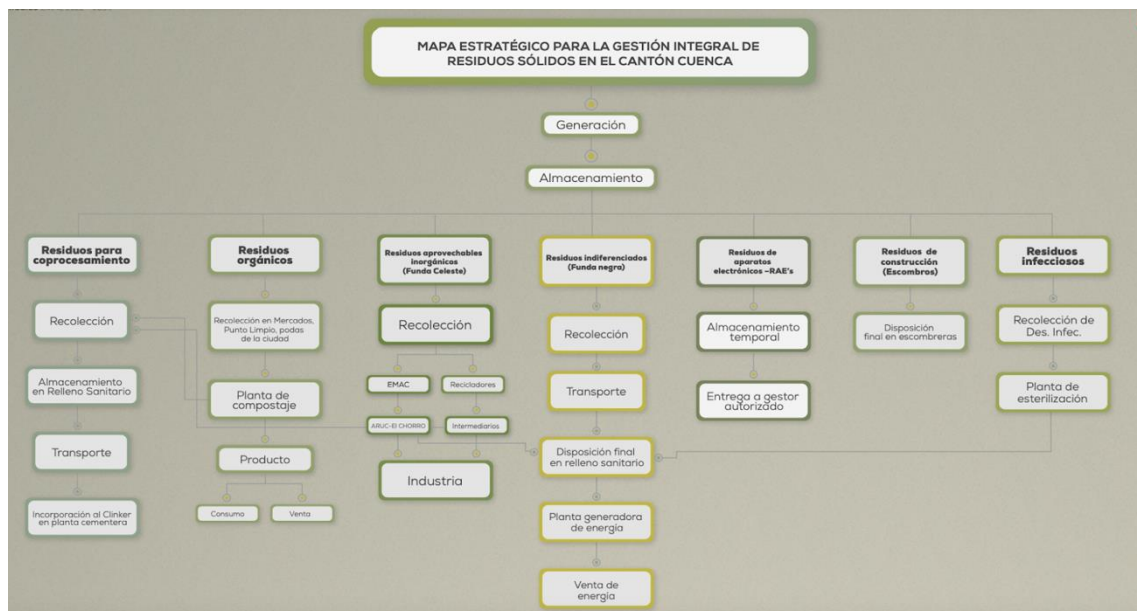 MAPA ESTRATÉGICO PARA LA GESTIÓN INTEGRAL DE
RESIDUOS SÓLIDOS EN EL CANTÓN CUENCA
Generación
Almacenamiento
Residuos para
coprocesamiento
Recolección
Almacenamiento
en Relleno Sanitario
Transporte
Incorporación al Clinker
en planta cementera
Residuos
orgánicos
Recolección en Mercados,
Punto Limpio, podas
de la ciudad
Planta de
compostaje
Producto
Consumo
Venta
Residuos aprovechables
inorgánicos
(Funda Celeste)
Recolección
EMAC
Recicladores
ARUC-El CHORRO
Intermediarios
Industria
Residuos indiferenciados
(Funda negra)
Recolección
Transporte
Disposición final
en relleno sanitario
Planta generadora
de energía
Venta de
energía
Residuos
de aparatos
electrónicos –RAE's
Almacenamiento
temporal
Entrega a gestor
autorizado
Residuos de
construcción
(Escombros)
Disposición
final en escombreras
Residuos
infecciosos
Recolección de
Des. Infec.
Planta de
esterilización